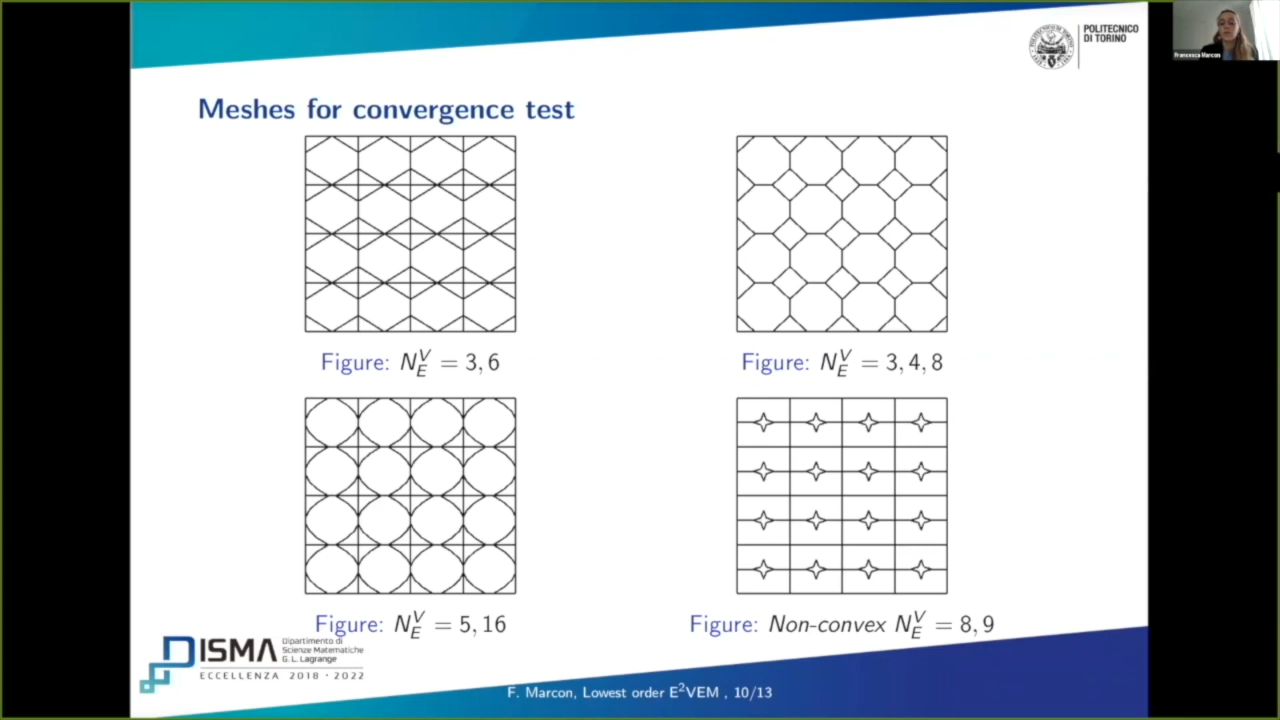 POLITECNICO
DI TORINO
Francesca Marcon
Meshes for convergence test
Figure: N_E^V = 3, 6
Figure: N_E^V = 3, 4, 8
Figure: N_E^V = 5, 16
Figure: Non-convex N_E^V = 8, 9
DISMA
Dipartimento di
Scienze Matematiche
G. L. Lagrange
ECCELLENZA 2018 · 2022
F. Marcon, Lowest order E²VEM , 10/13